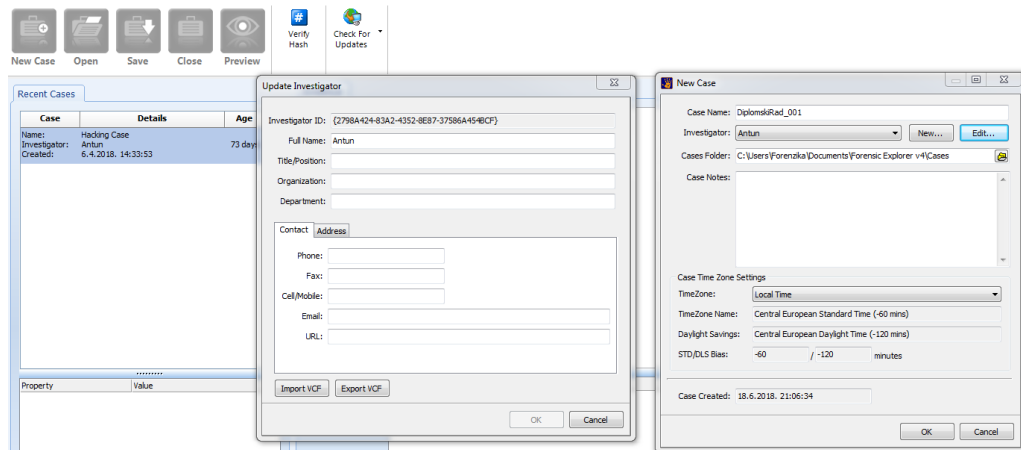 New Case Open Save Close Preview
Verify Hash
Check For Updates
Recent Cases
Case Details Age
Name: Hacking Case
Investigator: Antun 73 days
Created: 6.4.2018. 14:33:53
Property Value
Update Investigator
Investigator ID: {2798A424-83A2-4352-8E87-37586A454BCF}
Full Name: Antun
Title/Position:
Organization:
Department:
Contact Address
Phone:
Fax:
Cell/Mobile:
Email:
URL:
Import VCF Export VCF
OK Cancel
New Case
Case Name: DiplomskiRad_001
Investigator: Antun New... Edit...
Cases Folder: C:\Users\Forenzika\Documents\Forensic Explorer v4\Cases
Case Notes:
Case Time Zone Settings
TimeZone: Local Time
TimeZone Name: Central European Standard Time (-60 mins)
Daylight Savings: Central European Daylight Time (-120 mins)
STD/DLS Bias: -60 / -120 minutes
Case Created: 18.6.2018. 21:06:34
OK Cancel